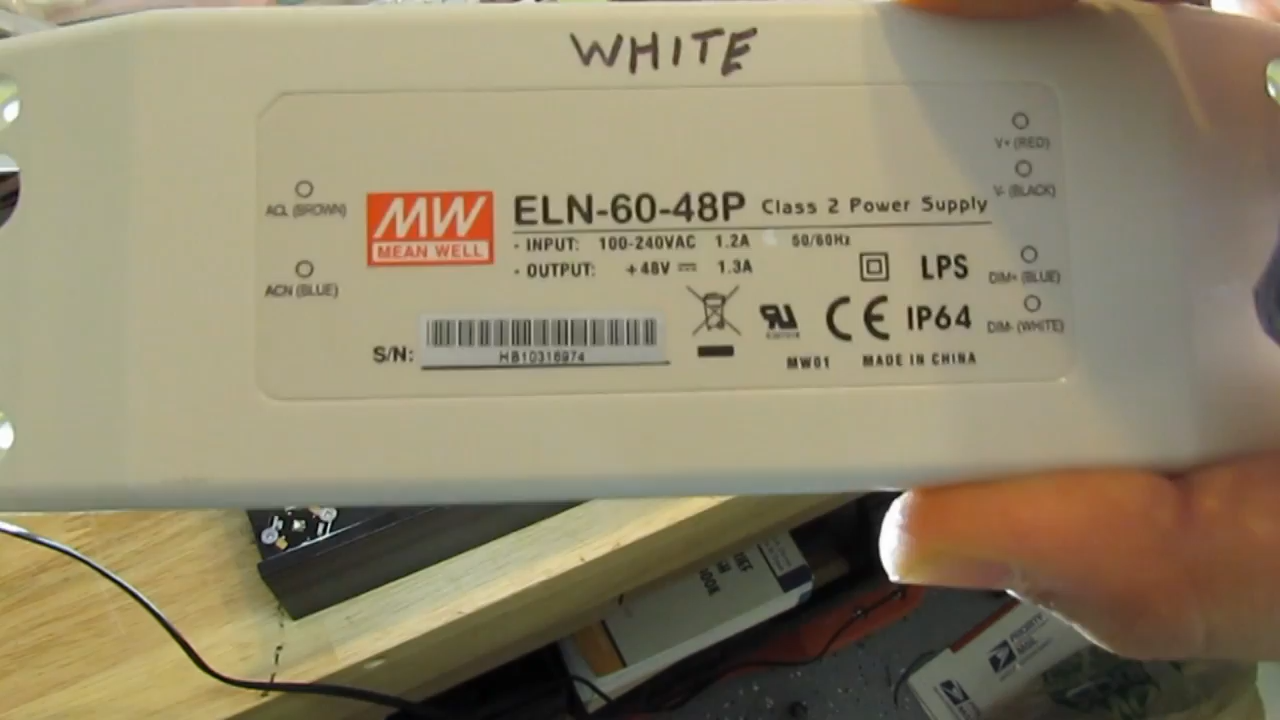 WHITE
V+ (RED)
V- (BLACK)
ACL (BROWN)
MW
MEAN WELL
ELN-60-48P Class 2 Power Supply
· INPUT: 100-240VAC 1.2A 50/60Hz
· OUTPUT: +48V 1.3A
LPS
DIM+ (BLUE)
ACN (BLUE)
CE IP64
DIM- (WHITE)
S/N:
HB10316974
MW01 MADE IN CHINA
PRIORITY